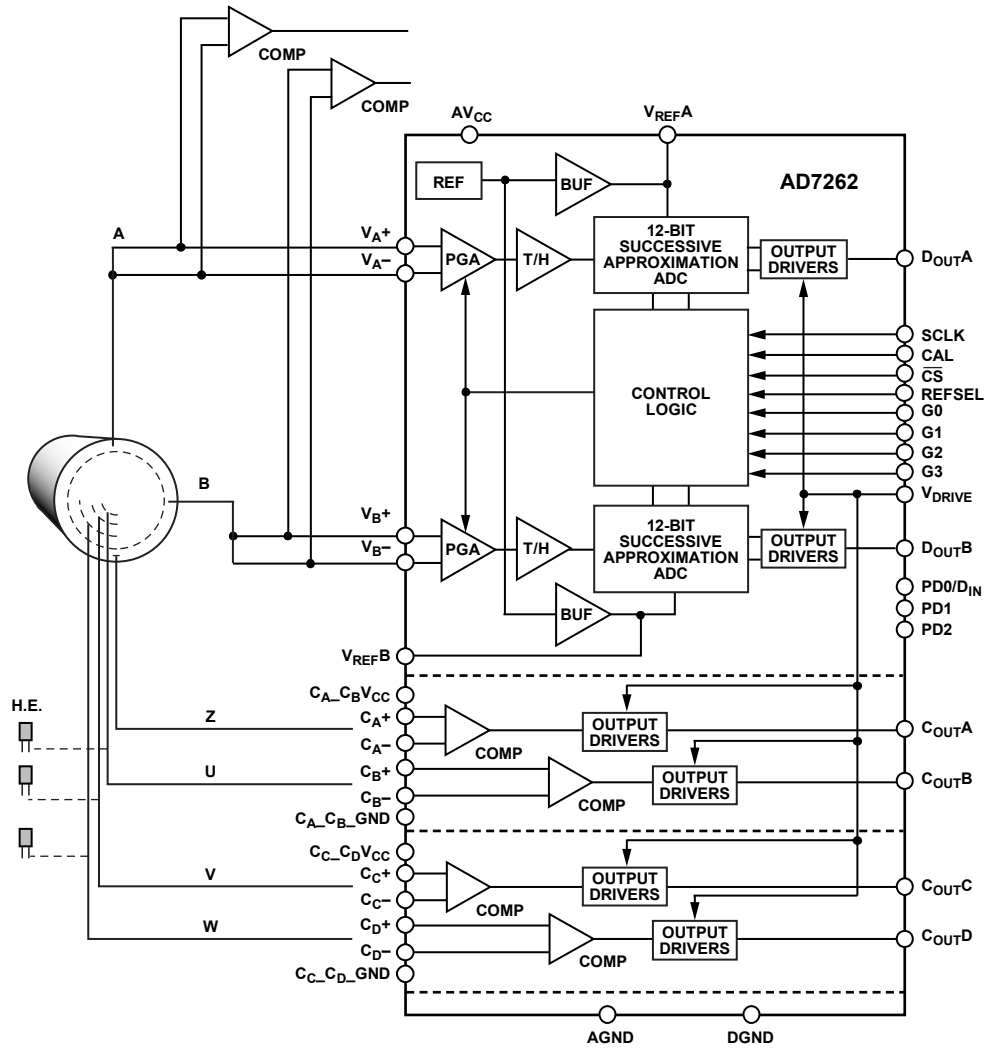 COMP
COMP
AVCC
VREFA
REF
BUF
AD7262
A
VA+
VA−
PGA
T/H
12-BIT
SUCCESSIVE
APPROXIMATION
ADC
OUTPUT
DRIVERS
DOUTA
CONTROL
LOGIC
SCLK
CAL
CS
REFSEL
G0
G1
G2
G3
VDRIVE
B
VB+
VB−
PGA
T/H
12-BIT
SUCCESSIVE
APPROXIMATION
ADC
OUTPUT
DRIVERS
DOUTB
PD0/DIN
PD1
PD2
BUF
VREFB
H.E.
CA_CBVCC
Z
CA+
CA−
COMP
OUTPUT
DRIVERS
COUTA
U
CB+
CB−
COMP
OUTPUT
DRIVERS
COUTB
CA_CB_GND
CC_CDVCC
V
CC+
CC−
COMP
OUTPUT
DRIVERS
COUTC
W
CD+
CD−
COMP
OUTPUT
DRIVERS
COUTD
CC_CD_GND
AGND
DGND